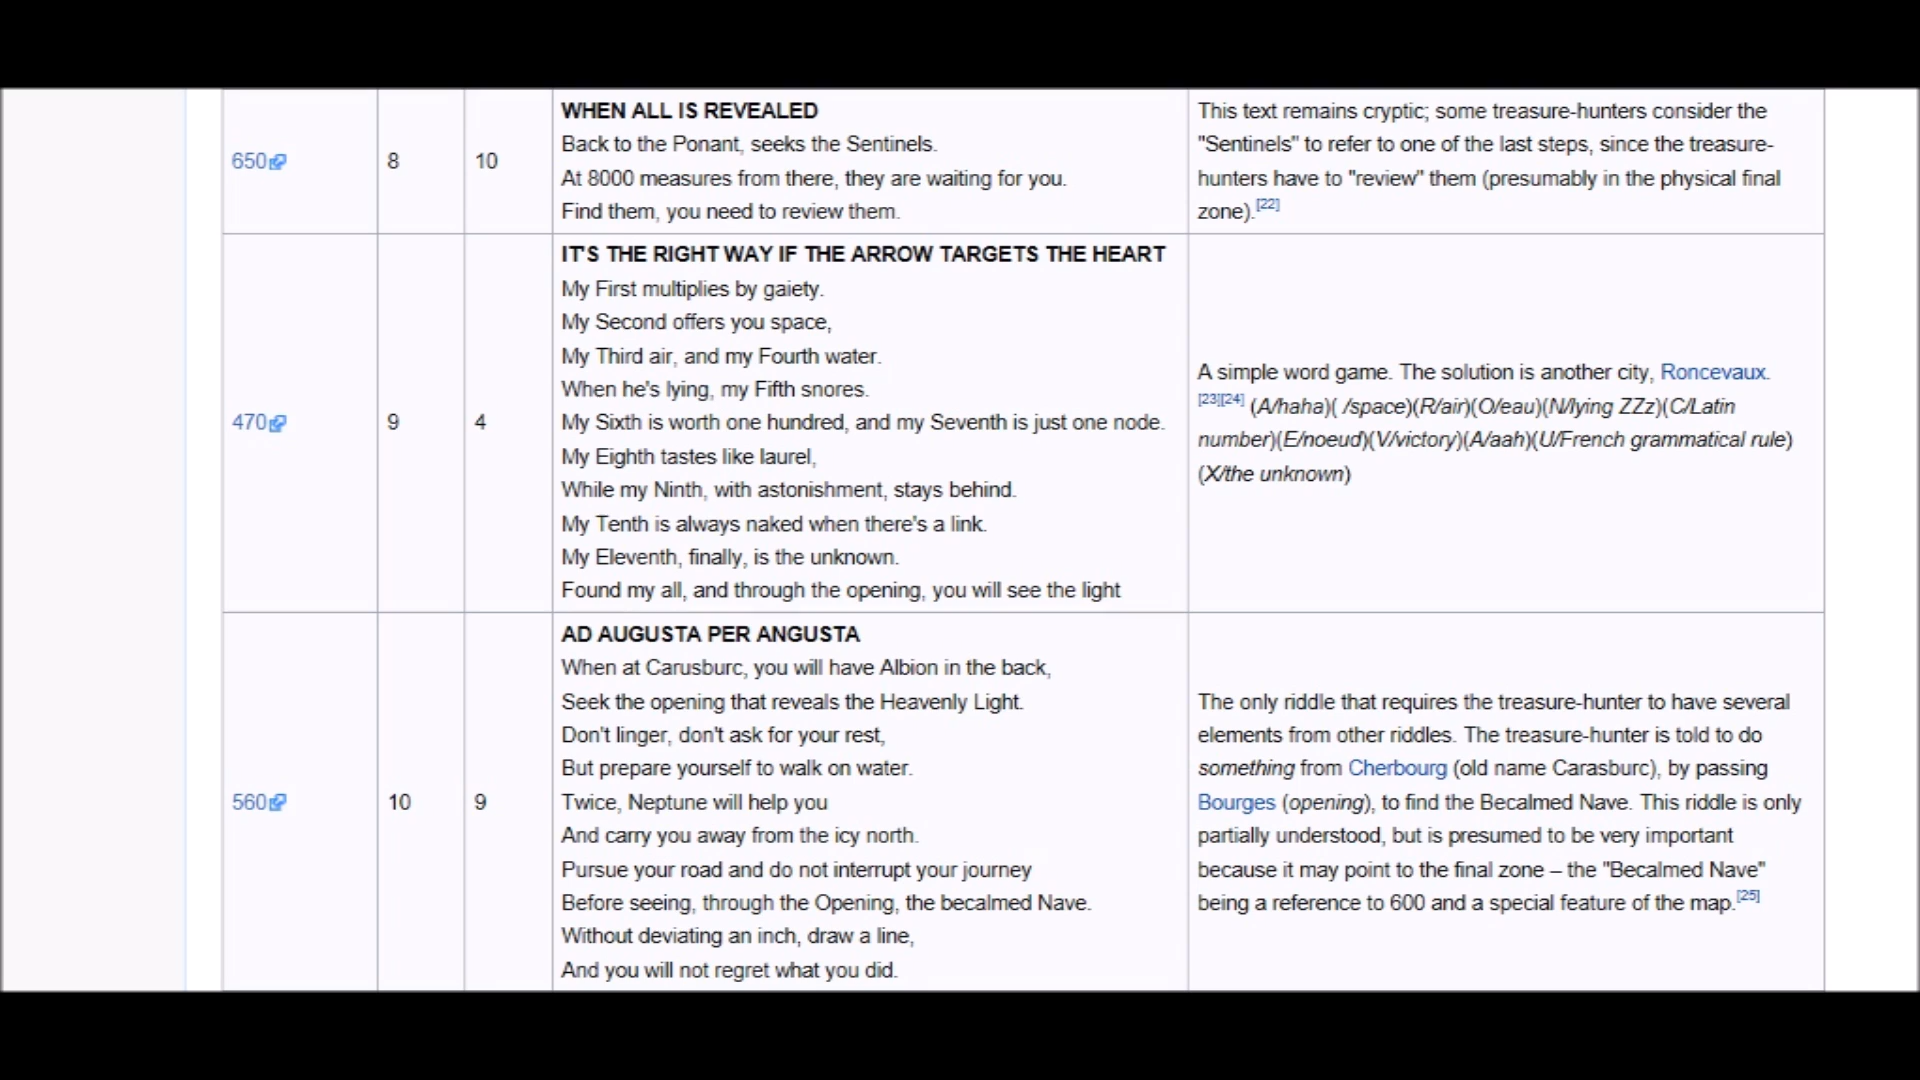 650
8
10
WHEN ALL IS REVEALED
Back to the Ponant, seeks the Sentinels.
At 8000 measures from there, they are waiting for you.
Find them, you need to review them.
This text remains cryptic; some treasure-hunters consider the
"Sentinels" to refer to one of the last steps, since the treasure-
hunters have to "review" them (presumably in the physical final
zone).[22]
470
9
4
IT'S THE RIGHT WAY IF THE ARROW TARGETS THE HEART
My First multiplies by gaiety.
My Second offers you space,
My Third air, and my Fourth water.
When he's lying, my Fifth snores.
My Sixth is worth one hundred, and my Seventh is just one node.
My Eighth tastes like laurel,
While my Ninth, with astonishment, stays behind.
My Tenth is always naked when there's a link.
My Eleventh, finally, is the unknown.
Found my all, and through the opening, you will see the light
A simple word game. The solution is another city, Roncevaux.
[23][24] (A/haha)( /space)(R/air)(O/eau)(N/lying ZZz)(C/Latin
number)(E/noeud)(V/victory)(A/aah)(U/French grammatical rule)
(X/the unknown)
560
10
9
AD AUGUSTA PER ANGUSTA
When at Carusburc, you will have Albion in the back,
Seek the opening that reveals the Heavenly Light.
Don't linger, don't ask for your rest,
But prepare yourself to walk on water.
Twice, Neptune will help you
And carry you away from the icy north.
Pursue your road and do not interrupt your journey
Before seeing, through the Opening, the becalmed Nave.
Without deviating an inch, draw a line,
And you will not regret what you did.
The only riddle that requires the treasure-hunter to have several
elements from other riddles. The treasure-hunter is told to do
something from Cherbourg (old name Carasburc), by passing
Bourges (opening), to find the Becalmed Nave. This riddle is only
partially understood, but is presumed to be very important
because it may point to the final zone – the "Becalmed Nave"
being a reference to 600 and a special feature of the map.[25]